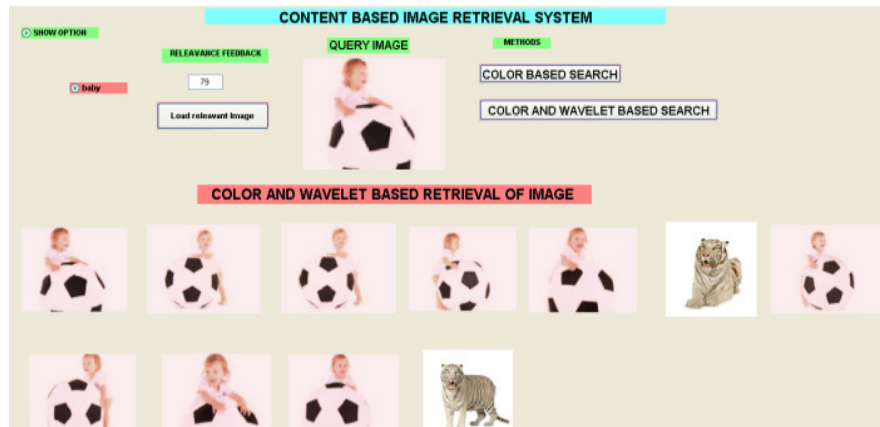 CONTENT BASED IMAGE RETRIEVAL SYSTEM
SHOW OPTION
RELEAVANCE FEEDBACK
QUERY IMAGE
METHODS
baby
79
COLOR BASED SEARCH
Load releavant Image
COLOR AND WAVELET BASED SEARCH
COLOR AND WAVELET BASED RETRIEVAL OF IMAGE